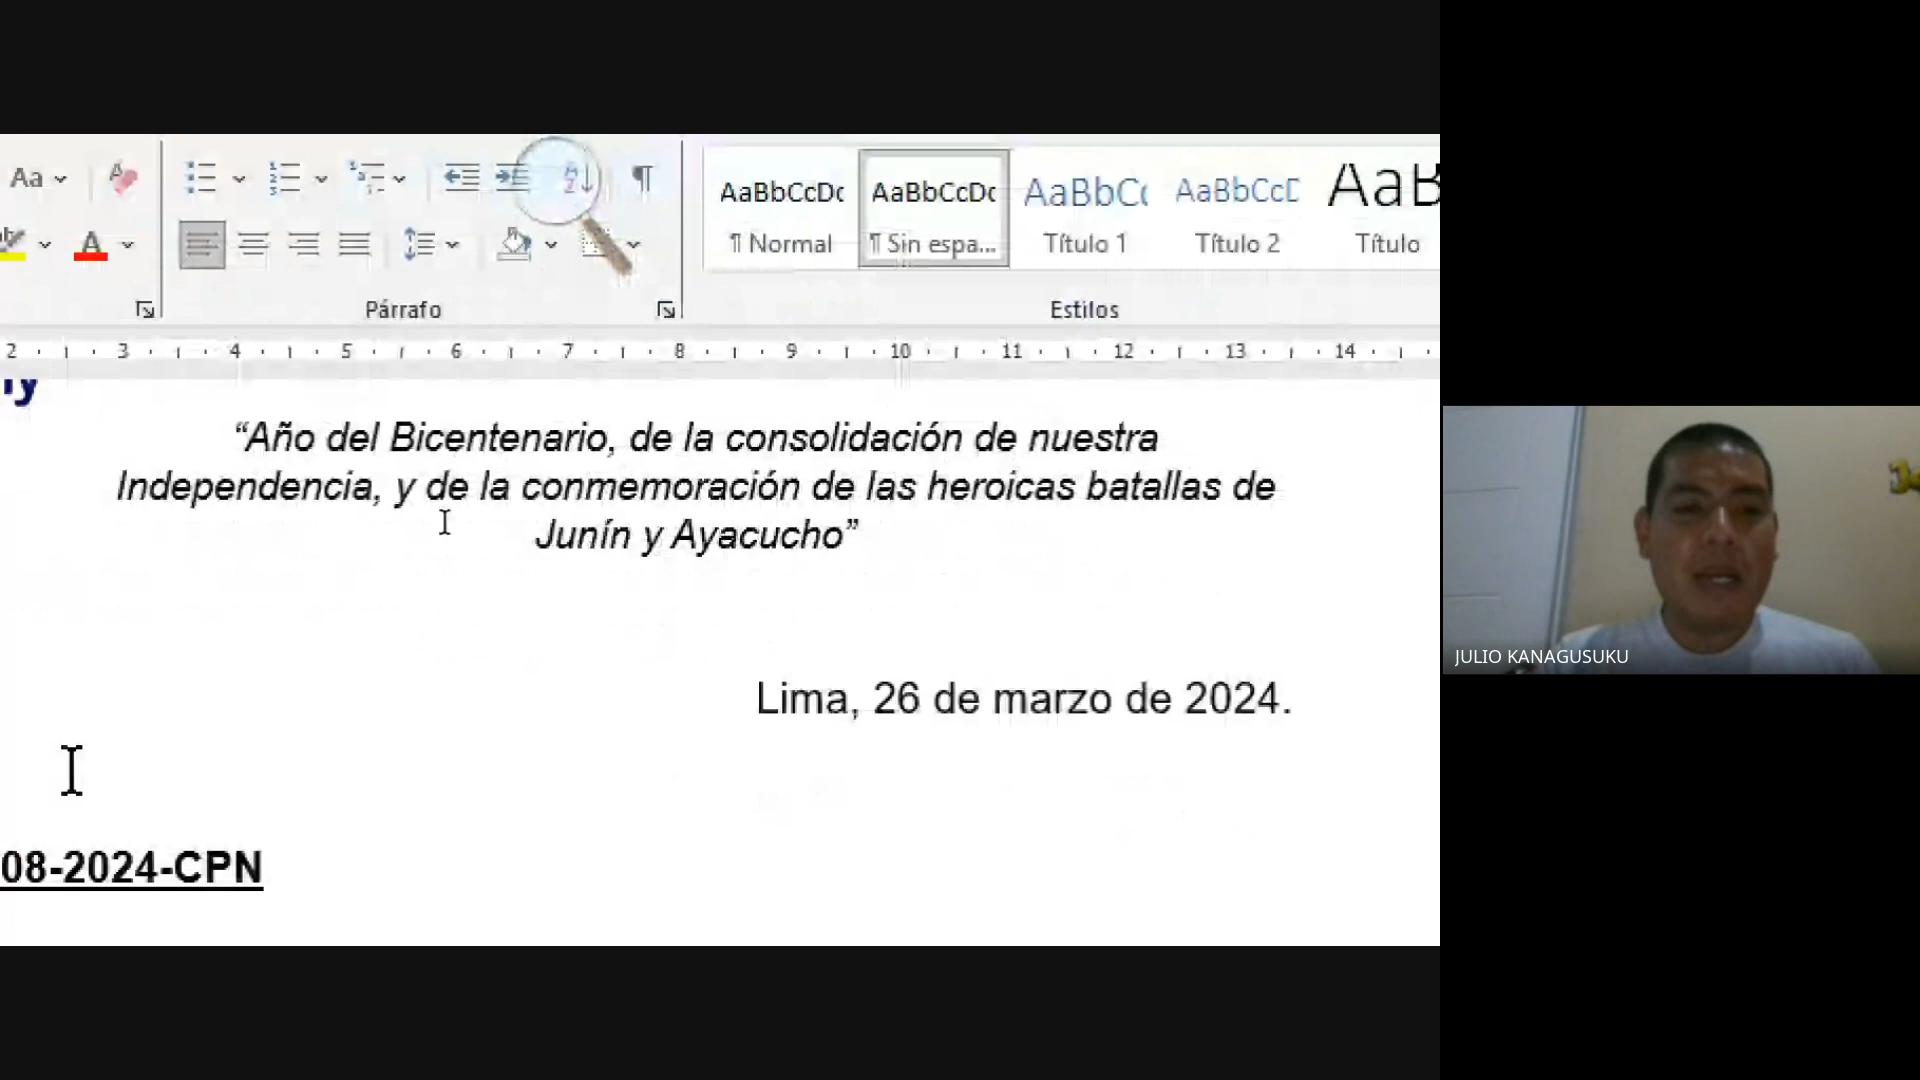 Aa
Párrafo
AaBbCcDc
¶ Normal
AaBbCcDc
¶ Sin espa...
AaBbC
Título 1
AaBbCc
Título 2
AaB
Título
Estilos
2 3 4 5 6 7 8 9 10 11 12 13 14
“Año del Bicentenario, de la consolidación de nuestra
Independencia, y de la conmemoración de las heroicas batallas de
Junín y Ayacucho”
Lima, 26 de marzo de 2024.
08-2024-CPN
JULIO KANAGUSUKU